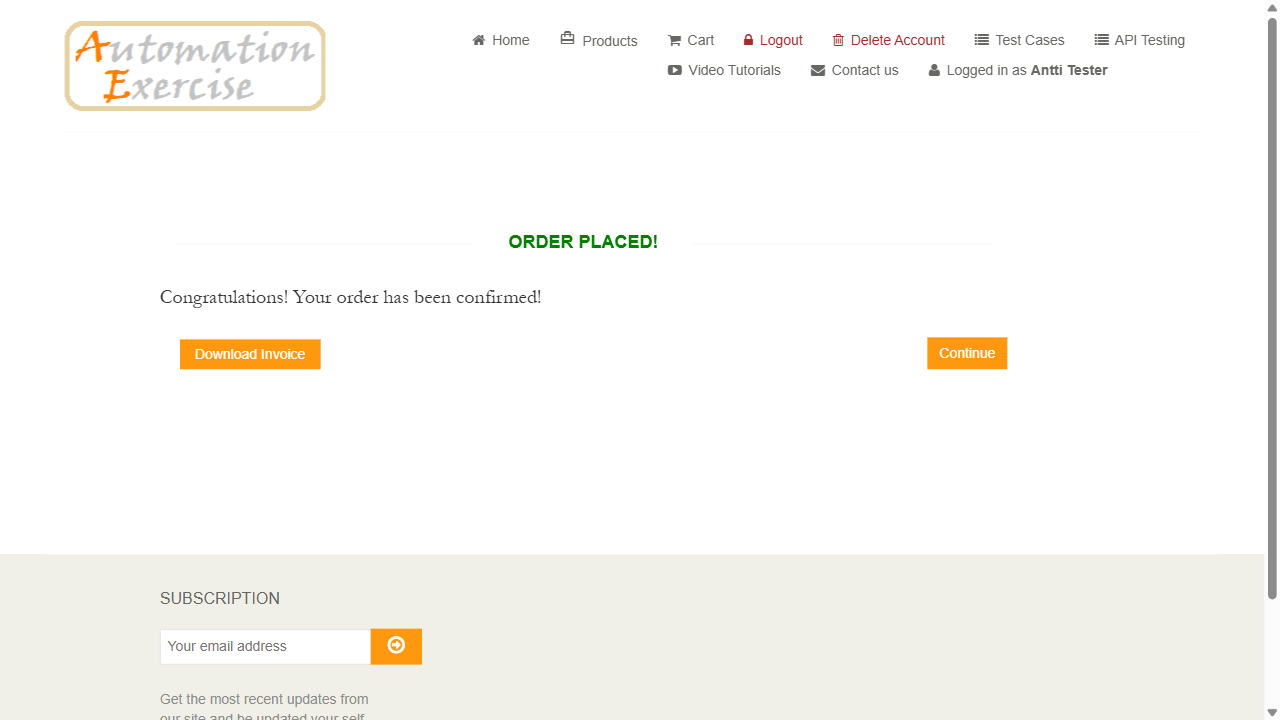 Automation
Exercise
Home
Products
Cart
Logout
Delete Account
Test Cases
API Testing
Video Tutorials
Contact us
Logged in as Antti Tester
ORDER PLACED!
Congratulations! Your order has been confirmed!
Download Invoice
Continue
SUBSCRIPTION
Your email address
Get the most recent updates from
our site and be updated your self